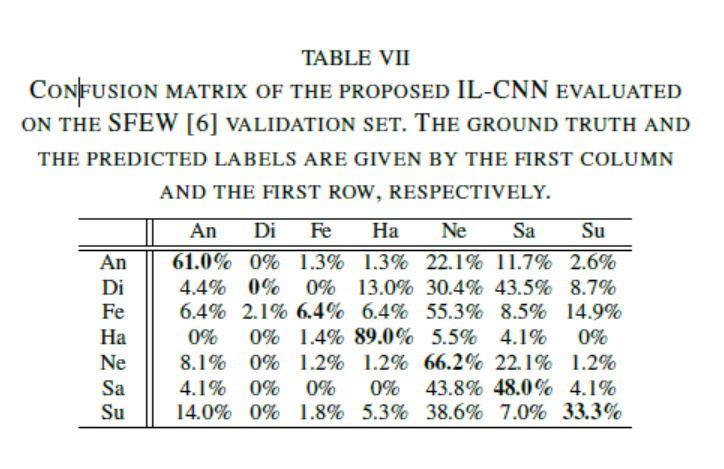 TABLE VII
CONFUSION MATRIX OF THE PROPOSED IL-CNN EVALUATED
ON THE SFEW [6] VALIDATION SET. THE GROUND TRUTH AND
THE PREDICTED LABELS ARE GIVEN BY THE FIRST COLUMN
AND THE FIRST ROW, RESPECTIVELY.
An Di Fe Ha Ne Sa Su
An 61.0% 0% 1.3% 1.3% 22.1% 11.7% 2.6%
Di 4.4% 0% 0% 13.0% 30.4% 43.5% 8.7%
Fe 6.4% 2.1% 6.4% 6.4% 55.3% 8.5% 14.9%
Ha 0% 0% 1.4% 89.0% 5.5% 4.1% 0%
Ne 8.1% 0% 1.2% 1.2% 66.2% 22.1% 1.2%
Sa 4.1% 0% 0% 0% 43.8% 48.0% 4.1%
Su 14.0% 0% 1.8% 5.3% 38.6% 7.0% 33.3%